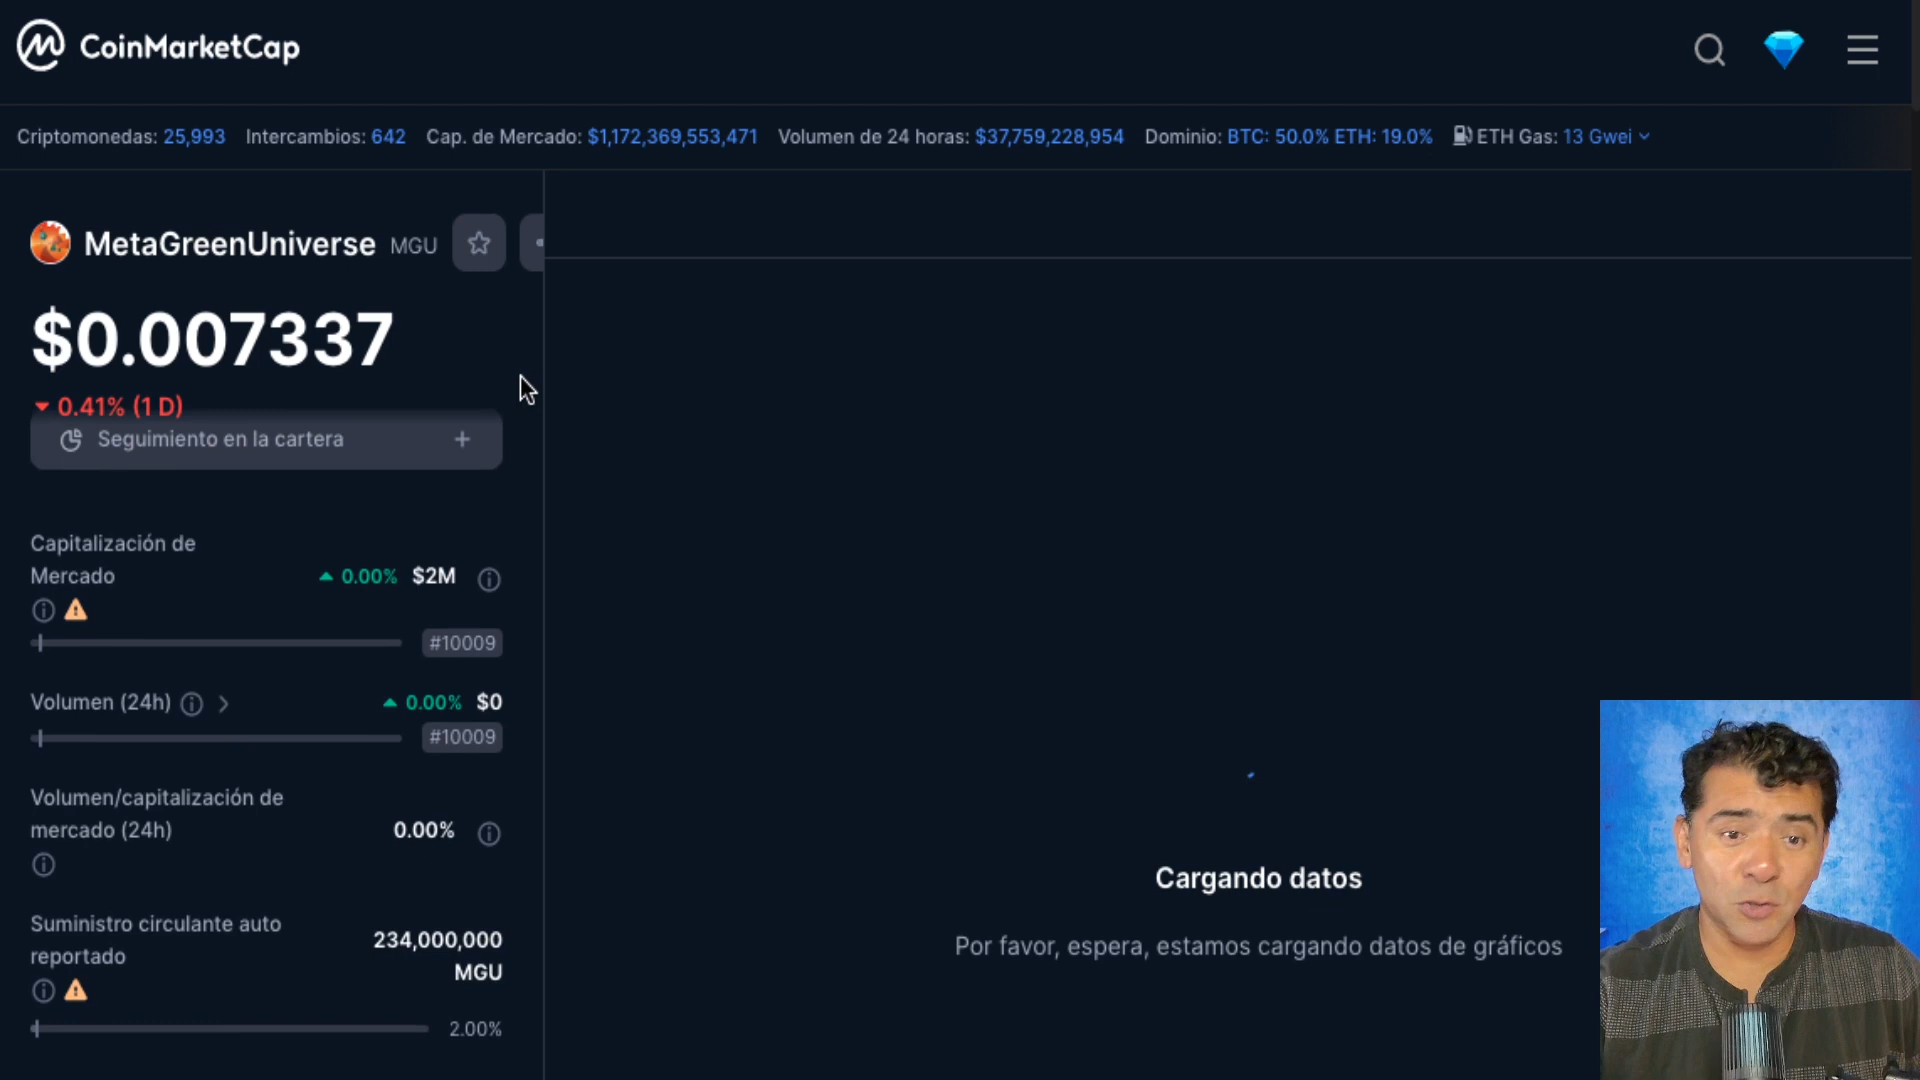 CoinMarketCap
Criptomonedas: 25,993 Intercambios: 642 Cap. de Mercado: $1,172,369,553,471 Volumen de 24 horas: $37,759,228,954 Dominio: BTC: 50.0% ETH: 19.0% ETH Gas: 13 Gwei
MetaGreenUniverse MGU
$0.007337
0.41% (1 D)
Seguimiento en la cartera +
Capitalización de
Mercado 0.00% $2M
#10009
Volumen (24h) 0.00% $0
#10009
Volumen/capitalización de
mercado (24h) 0.00%
Suministro circulante auto
reportado 234,000,000
MGU
2.00%
Cargando datos
Por favor, espera, estamos cargando datos de gráficos